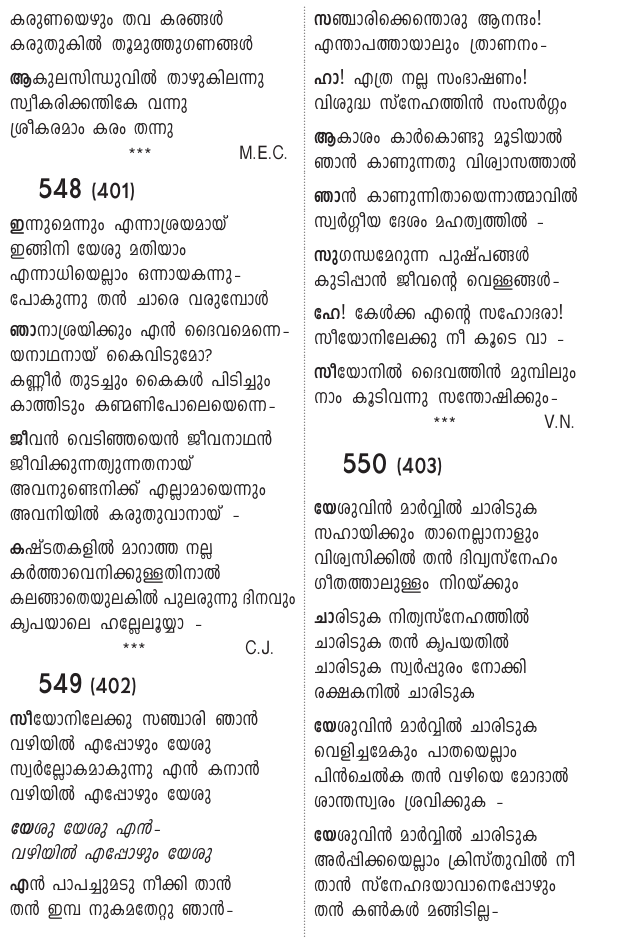 കരുണയെഴും തവ കരങ്ങൾ
കരുതുകിൽ തൂമുത്തുഗണങ്ങൾ
ആകുലസിന്ധുവിൽ താഴുകിലന്നു
സ്വീകരിക്കന്തികേ വന്നു
ശ്രീകരമാം കരം തന്നു
*** M.E.C.
548 (401)
ഇന്നുമെന്നും എന്നാശ്രയമായ്
ഇങ്ങിനി യേശു മതിയാം
എന്നാധിയെല്ലാം ഒന്നായകന്നു-
പോകുന്നു തൻ ചാരെ വരുമ്പോൾ
ഞാനാശ്രയിക്കും എൻ ദൈവമെന്നെ-
യനാഥനായ് കൈവിടുമോ?
കണ്ണീർ തുടച്ചും കൈകൾ പിടിച്ചും
കാത്തിടും കണ്മണിപോലെയെന്നെ-
ജീവൻ വെടിഞ്ഞയെൻ ജീവനാഥൻ
ജീവിക്കുന്നത്യുന്നതനായ്
അവനുണ്ടെനിക്ക് എല്ലാമായെന്നും
അവനിയിൽ കരുതുവാനായ് -
കഷ്ടതകളിൽ മാറാത്ത നല്ല
കർത്താവെനിക്കുള്ളതിനാൽ
കലങ്ങാതെയുലകിൽ പുലരുന്നു ദിനവും
കൃപയാലെ ഹല്ലേലൂയ്യാ -
*** C.J.
549 (402)
സീയോനിലേക്കു സഞ്ചാരി ഞാൻ
വഴിയിൽ എപ്പോഴും യേശു
സ്വർല്ലോകമാകുന്നു എൻ കനാൻ
വഴിയിൽ എപ്പോഴും യേശു
യേശു യേശു എൻ-
വഴിയിൽ എപ്പോഴും യേശു
എൻ പാപച്ചുമടു നീക്കി താൻ
തൻ ഇമ്പ നുകമതേറ്റു ഞാൻ-
സഞ്ചാരിക്കെന്തൊരു ആനന്ദം!
എന്താപത്തായാലും ത്രാണനം-
ഹാ! എത്ര നല്ല സംഭാഷണം!
വിശുദ്ധ സ്നേഹത്തിൻ സംസർഗ്ഗം
ആകാശം കാർകൊണ്ടു മൂടിയാൽ
ഞാൻ കാണുന്നതു വിശ്വാസത്താൽ
ഞാൻ കാണുന്നിതായെന്നാത്മാവിൽ
സ്വർഗ്ഗീയ ദേശം മഹത്വത്തിൽ -
സുഗന്ധമേറുന്ന പുഷ്പങ്ങൾ
കുടിപ്പാൻ ജീവന്റെ വെള്ളങ്ങൾ-
ഹേ! കേൾക്ക എന്റെ സഹോദരാ!
സീയോനിലേക്കു നീ കൂടെ വാ -
സീയോനിൽ ദൈവത്തിൻ മുമ്പിലും
നാം കൂടിവന്നു സന്തോഷിക്കും-
*** V.N.
550 (403)
യേശുവിൻ മാർവ്വിൽ ചാരിടുക
സഹായിക്കും താനെല്ലാനാളും
വിശ്വസിക്കിൽ തൻ ദിവ്യസ്നേഹം
ഗീതത്താലുള്ളം നിറയ്ക്കും
ചാരിടുക നിത്യസ്നേഹത്തിൽ
ചാരിടുക തൻ കൃപയതിൽ
ചാരിടുക സ്വർപ്പുരം നോക്കി
രക്ഷകനിൽ ചാരിടുക
യേശുവിൻ മാർവ്വിൽ ചാരിടുക
വെളിച്ചമേകും പാതയെല്ലാം
പിൻചെൽക തൻ വഴിയെ മോദാൽ
ശാന്തസ്വരം ശ്രവിക്കുക -
യേശുവിൻ മാർവ്വിൽ ചാരിടുക
അർപ്പിക്കയെല്ലാം ക്രിസ്തുവിൽ നീ
താൻ സ്നേഹദയാവാനെപ്പോഴും
തൻ കൺകൾ മങ്ങിടില്ല-